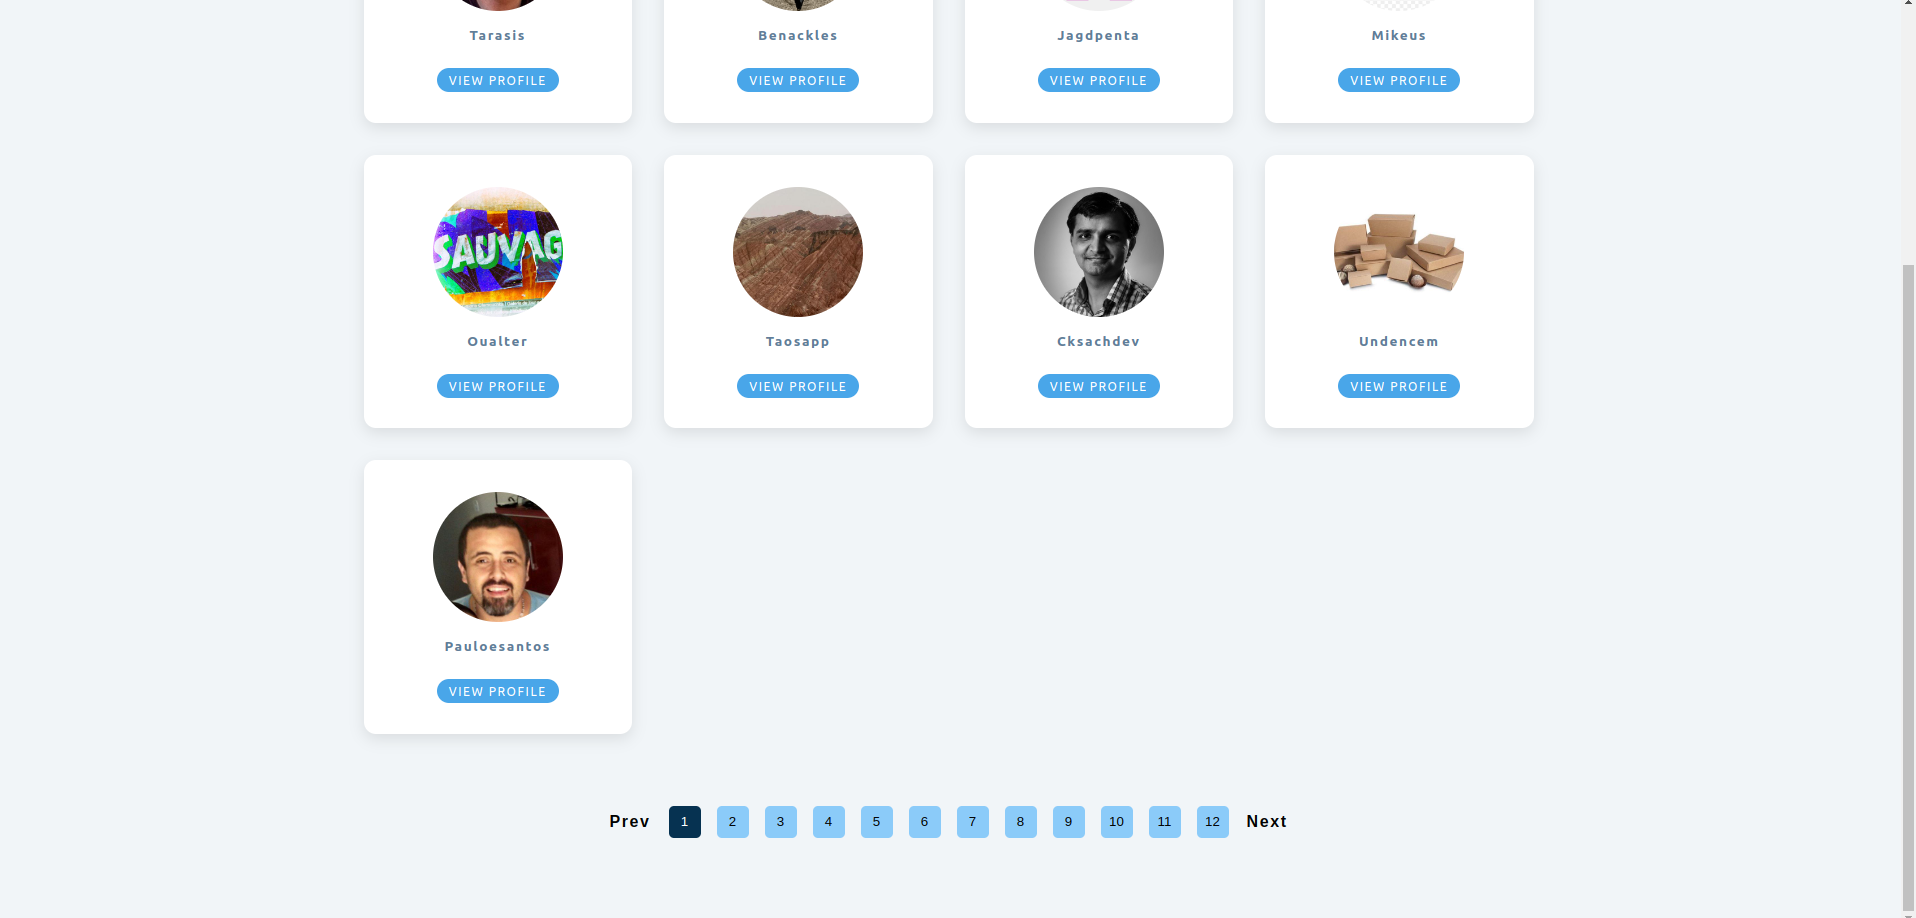 Tarasis Benackles Jagdpenta Mikeus
VIEW PROFILE VIEW PROFILE VIEW PROFILE VIEW PROFILE
SAUVAG
Oualter Taosapp Cksachdev Undencem
VIEW PROFILE VIEW PROFILE VIEW PROFILE VIEW PROFILE
Pauloesantos
VIEW PROFILE
Prev 1 2 3 4 5 6 7 8 9 10 11 12 Next